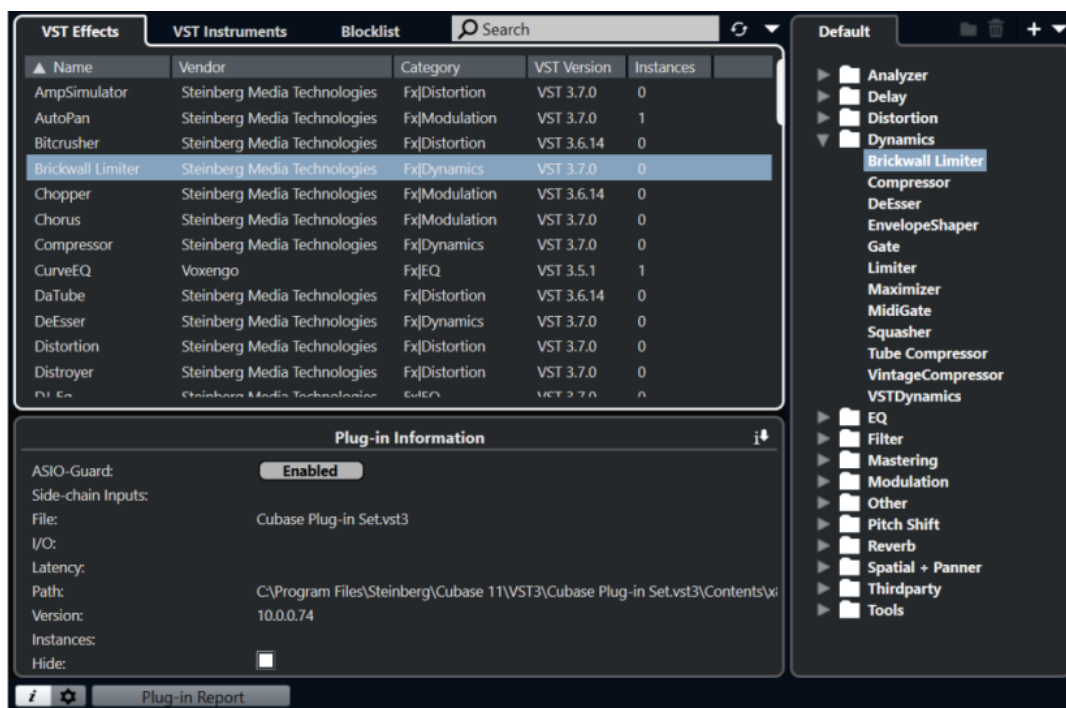 VST Effects VST Instruments Blocklist Search
Name Vendor Category VST Version Instances
AmpSimulator Steinberg Media Technologies Fx|Distortion VST 3.7.0 0
AutoPan Steinberg Media Technologies Fx|Modulation VST 3.7.0 1
Bitcrusher Steinberg Media Technologies Fx|Distortion VST 3.6.14 0
Brickwall Limiter Steinberg Media Technologies Fx|Dynamics VST 3.7.0 0
Chopper Steinberg Media Technologies Fx|Modulation VST 3.6.14 0
Chorus Steinberg Media Technologies Fx|Modulation VST 3.7.0 0
Compressor Steinberg Media Technologies Fx|Dynamics VST 3.7.0 0
CurveEQ Voxengo Fx|EQ VST 3.5.1 1
DaTube Steinberg Media Technologies Fx|Distortion VST 3.6.14 0
DeEsser Steinberg Media Technologies Fx|Dynamics VST 3.7.0 0
Distortion Steinberg Media Technologies Fx|Distortion VST 3.7.0 0
Distroyer Steinberg Media Technologies Fx|Distortion VST 3.7.0 0
Steinberg Media Technologies
Plug-in Information
i
ASIO-Guard: Enabled
Side-chain Inputs:
File: Cubase Plug-in Set.vst3
I/O:
Latency:
Path: C:\Program Files\Steinberg\Cubase 11\VST3\Cubase Plug-in Set.vst3\Contents\x
Version: 10.0.0.74
Instances:
Hide:
i Plug-in Report
Default
Analyzer
Delay
Distortion
Dynamics
Brickwall Limiter
Compressor
DeEsser
EnvelopeShaper
Gate
Limiter
Maximizer
MidiGate
Squasher
Tube Compressor
VintageCompressor
VSTDynamics
EQ
Filter
Mastering
Modulation
Other
Pitch Shift
Reverb
Spatial + Panner
Thirdparty
Tools